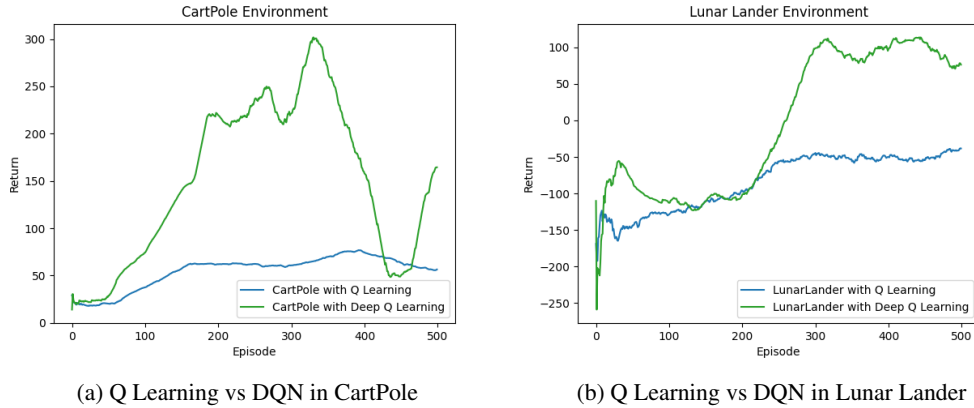 CartPole Environment
300
250
200
150
100
50
0
Return
CartPole with Q Learning
CartPole with Deep Q Learning
0
100
200
300
400
500
Episode
(a) Q Learning vs DQN in CartPole
Lunar Lander Environment
100
50
0
−50
−100
−150
−200
−250
Return
LunarLander with Q Learning
LunarLander with Deep Q Learning
0
100
200
300
400
500
Episode
(b) Q Learning vs DQN in Lunar Lander